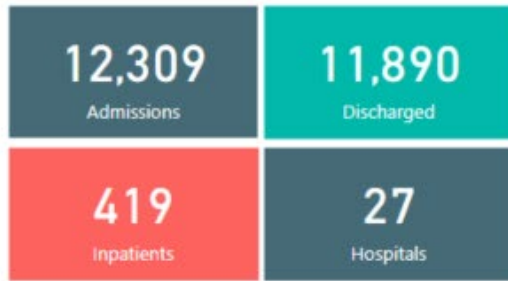 12,309
Admissions
11,890
Discharged
419
Inpatients
27
Hospitals